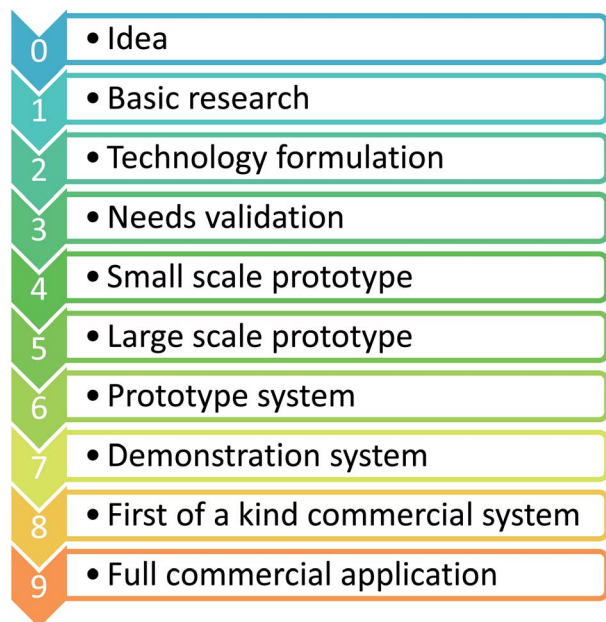 0 • Idea
1 • Basic research
2 • Technology formulation
3 • Needs validation
4 • Small scale prototype
5 • Large scale prototype
6 • Prototype system
7 • Demonstration system
8 • First of a kind commercial system
9 • Full commercial application